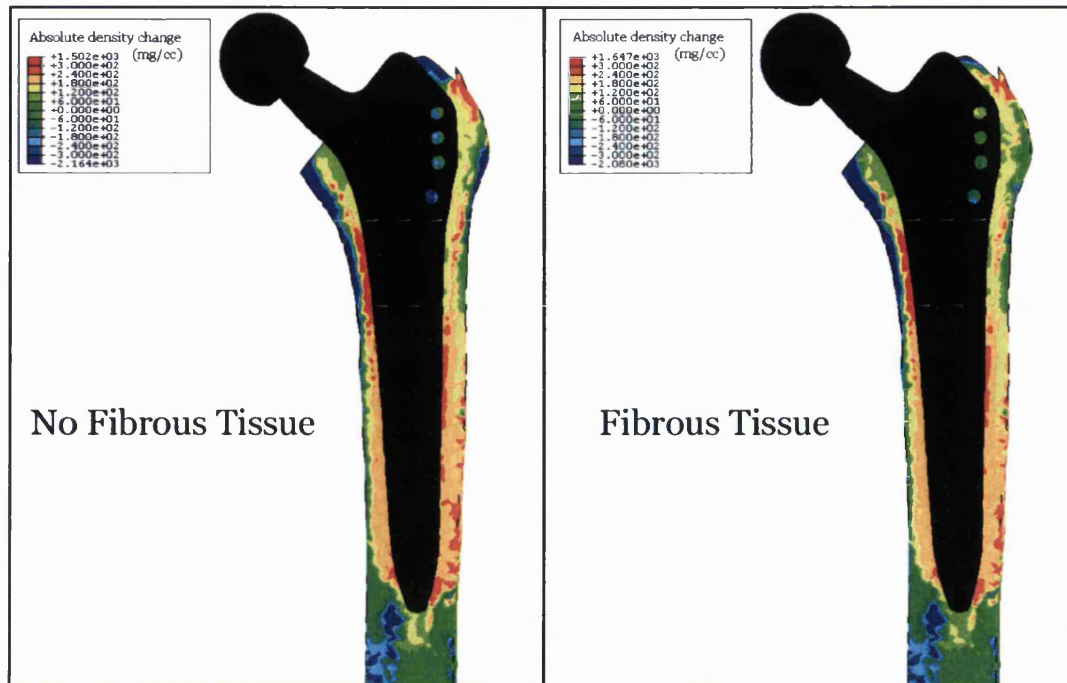 Absolute density change
(mg/cc)
+1.502e+03
+3.000e+02
+2.400e+02
+1.800e+02
+1.200e+02
+6.000e+01
+0.000e+00
-6.000e+01
-1.200e+02
-1.800e+02
-2.400e+02
-3.000e+02
-2.164e+03
No Fibrous Tissue
Absolute density change
(mg/cc)
+1.647e+03
+3.000e+02
+2.400e+02
+1.800e+02
+1.200e+02
+6.000e+01
+0.000e+00
-6.000e+01
-1.200e+02
-1.800e+02
-2.400e+02
-3.000e+02
-2.080e+03
Fibrous Tissue